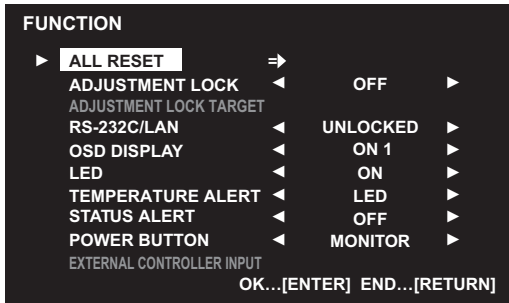 FUNCTION
ALL RESET
ADJUSTMENT LOCK OFF
ADJUSTMENT LOCK TARGET
RS-232C/LAN UNLOCKED
OSD DISPLAY ON 1
LED ON
TEMPERATURE ALERT LED
STATUS ALERT OFF
POWER BUTTON MONITOR
EXTERNAL CONTROLLER INPUT
OK...[ENTER] END...[RETURN]